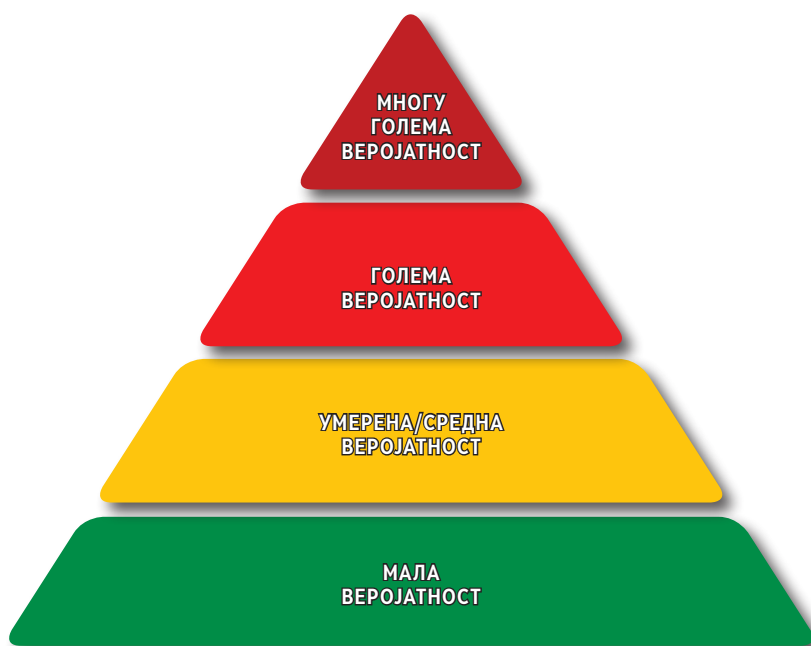 МНОГУ
ГОЛЕМА
ВЕРОЈАТНОСТ
ГОЛЕМА
ВЕРОЈАТНОСТ
УМЕРЕНА/СРЕДНА
ВЕРОЈАТНОСТ
МАЛА
ВЕРОЈАТНОСТ